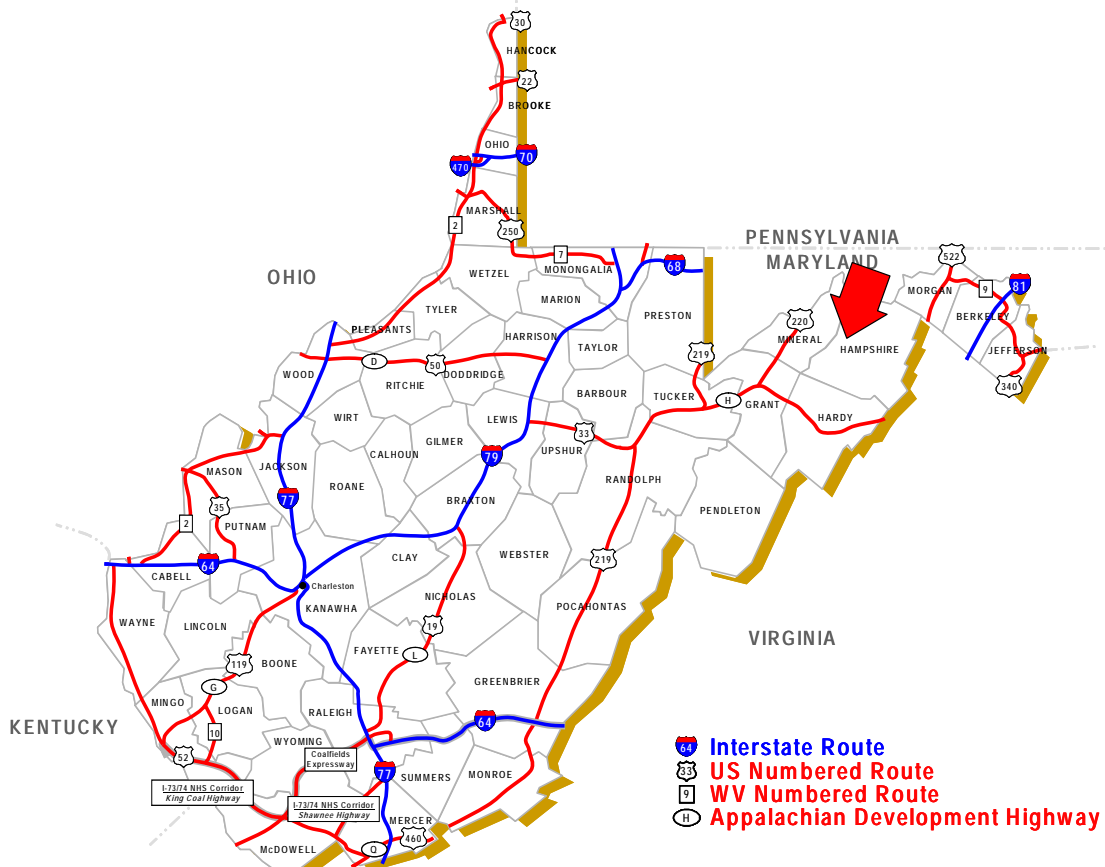 30
HANCOCK
22
BROOKE
OHIO
470
70
MARSHALL
2
250
PENNSYLVANIA
MARYLAND
7
MONONGALIA
68
WETZEL
522
OHIO
MARION
MORGAN
9
81
TYLER
PRESTON
BERKELEY
PLEASANTS
HARRISON
220
MINERAL
HAMPSHIRE
TAYLOR
219
JEFFERSON
WOOD
D
50
DODDRIDGE
RITCHIE
340
BARBOUR
TUCKER
H
GRANT
HARDY
WIRT
LEWIS
33
GILMER
UPSHUR
CALHOUN
79
MASON
JACKSON
ROANE
RANDOLPH
77
BRAXTON
35
PENDLETON
2
PUTNAM
WEBSTER
CLAY
219
64
CABELL
Charleston
NICHOLAS
KANAWHA
POCAHONTAS
WAYNE
LINCOLN
19
VIRGINIA
FAYETTE
L
119
BOONE
GREENBRIER
G
MINGO
LOGAN
RALEIGH
64
KENTUCKY
10
WYOMING
52
Coalfields
Expressway
77
SUMMERS
MONROE
I-73/74 NHS Corridor
King Coal Highway
I-73/74 NHS Corridor
Shawnee Highway
MERCER
460
McDOWELL
Q
64 Interstate Route
33 US Numbered Route
9 WV Numbered Route
H Appalachian Development Highway